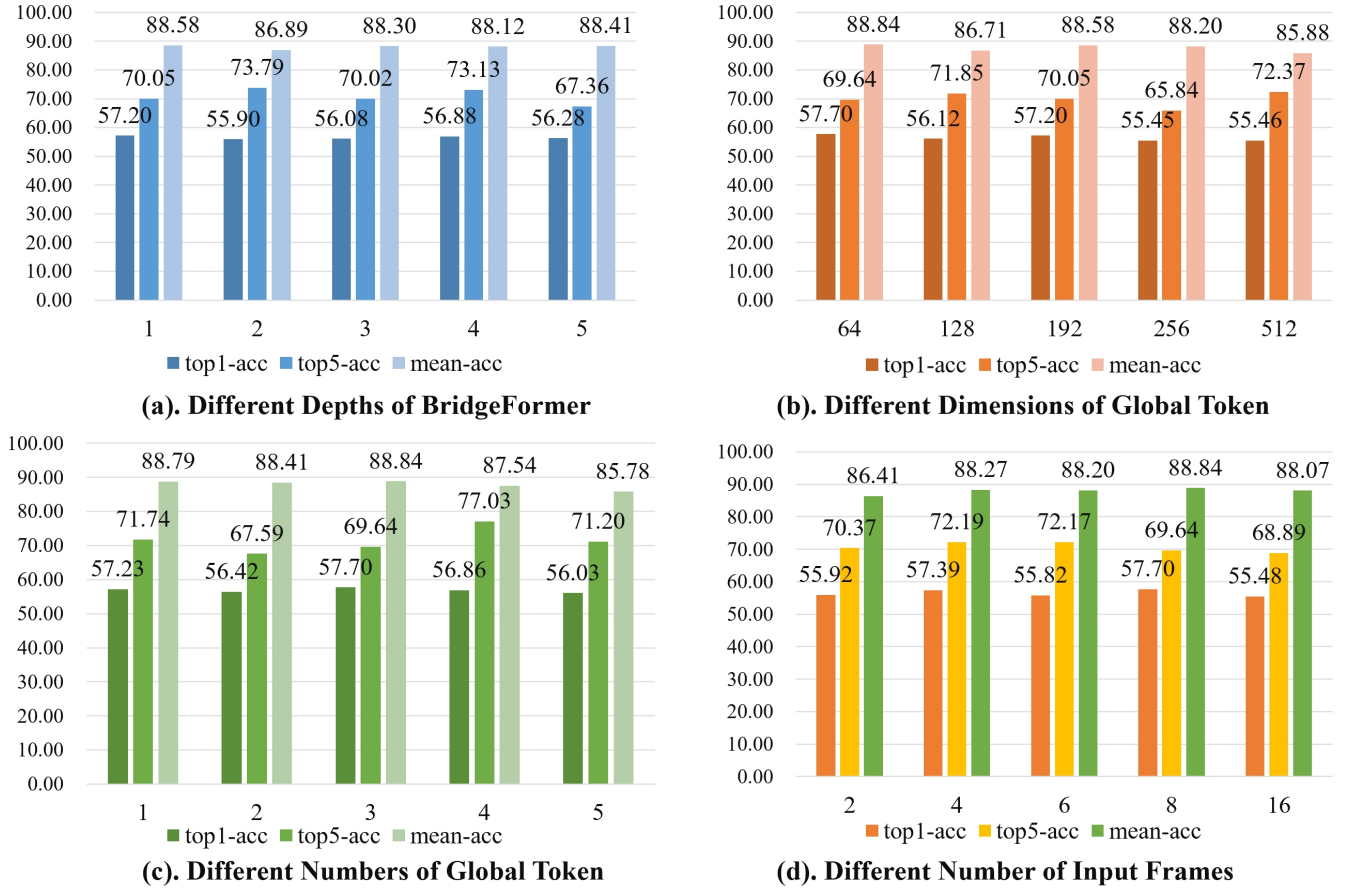 100.00
90.00
80.00
70.00
60.00
50.00
40.00
30.00
20.00
10.00
0.00
88.58 86.89 88.30 88.12 88.41
70.05 73.79 70.02 73.13 67.36
57.20 55.90 56.08 56.88 56.28
1 2 3 4 5
top1-acc top5-acc mean-acc
(a). Different Depths of BridgeFormer
100.00
90.00
80.00
70.00
60.00
50.00
40.00
30.00
20.00
10.00
0.00
88.84 86.71 88.58 88.20 85.88
69.64 71.85 70.05 65.84 72.37
57.70 56.12 57.20 55.45 55.46
64 128 192 256 512
top1-acc top5-acc mean-acc
(b). Different Dimensions of Global Token
100.00
90.00
80.00
70.00
60.00
50.00
40.00
30.00
20.00
10.00
0.00
88.79 88.41 88.84 87.54 85.78
71.74 67.59 69.64 77.03 71.20
57.23 56.42 57.70 56.86 56.03
1 2 3 4 5
top1-acc top5-acc mean-acc
(c). Different Numbers of Global Token
100.00
90.00
80.00
70.00
60.00
50.00
40.00
30.00
20.00
10.00
0.00
86.41 88.27 88.20 88.84 88.07
70.37 72.19 72.17 69.64 68.89
55.92 57.39 55.82 57.70 55.48
2 4 6 8 16
top1-acc top5-acc mean-acc
(d). Different Number of Input Frames